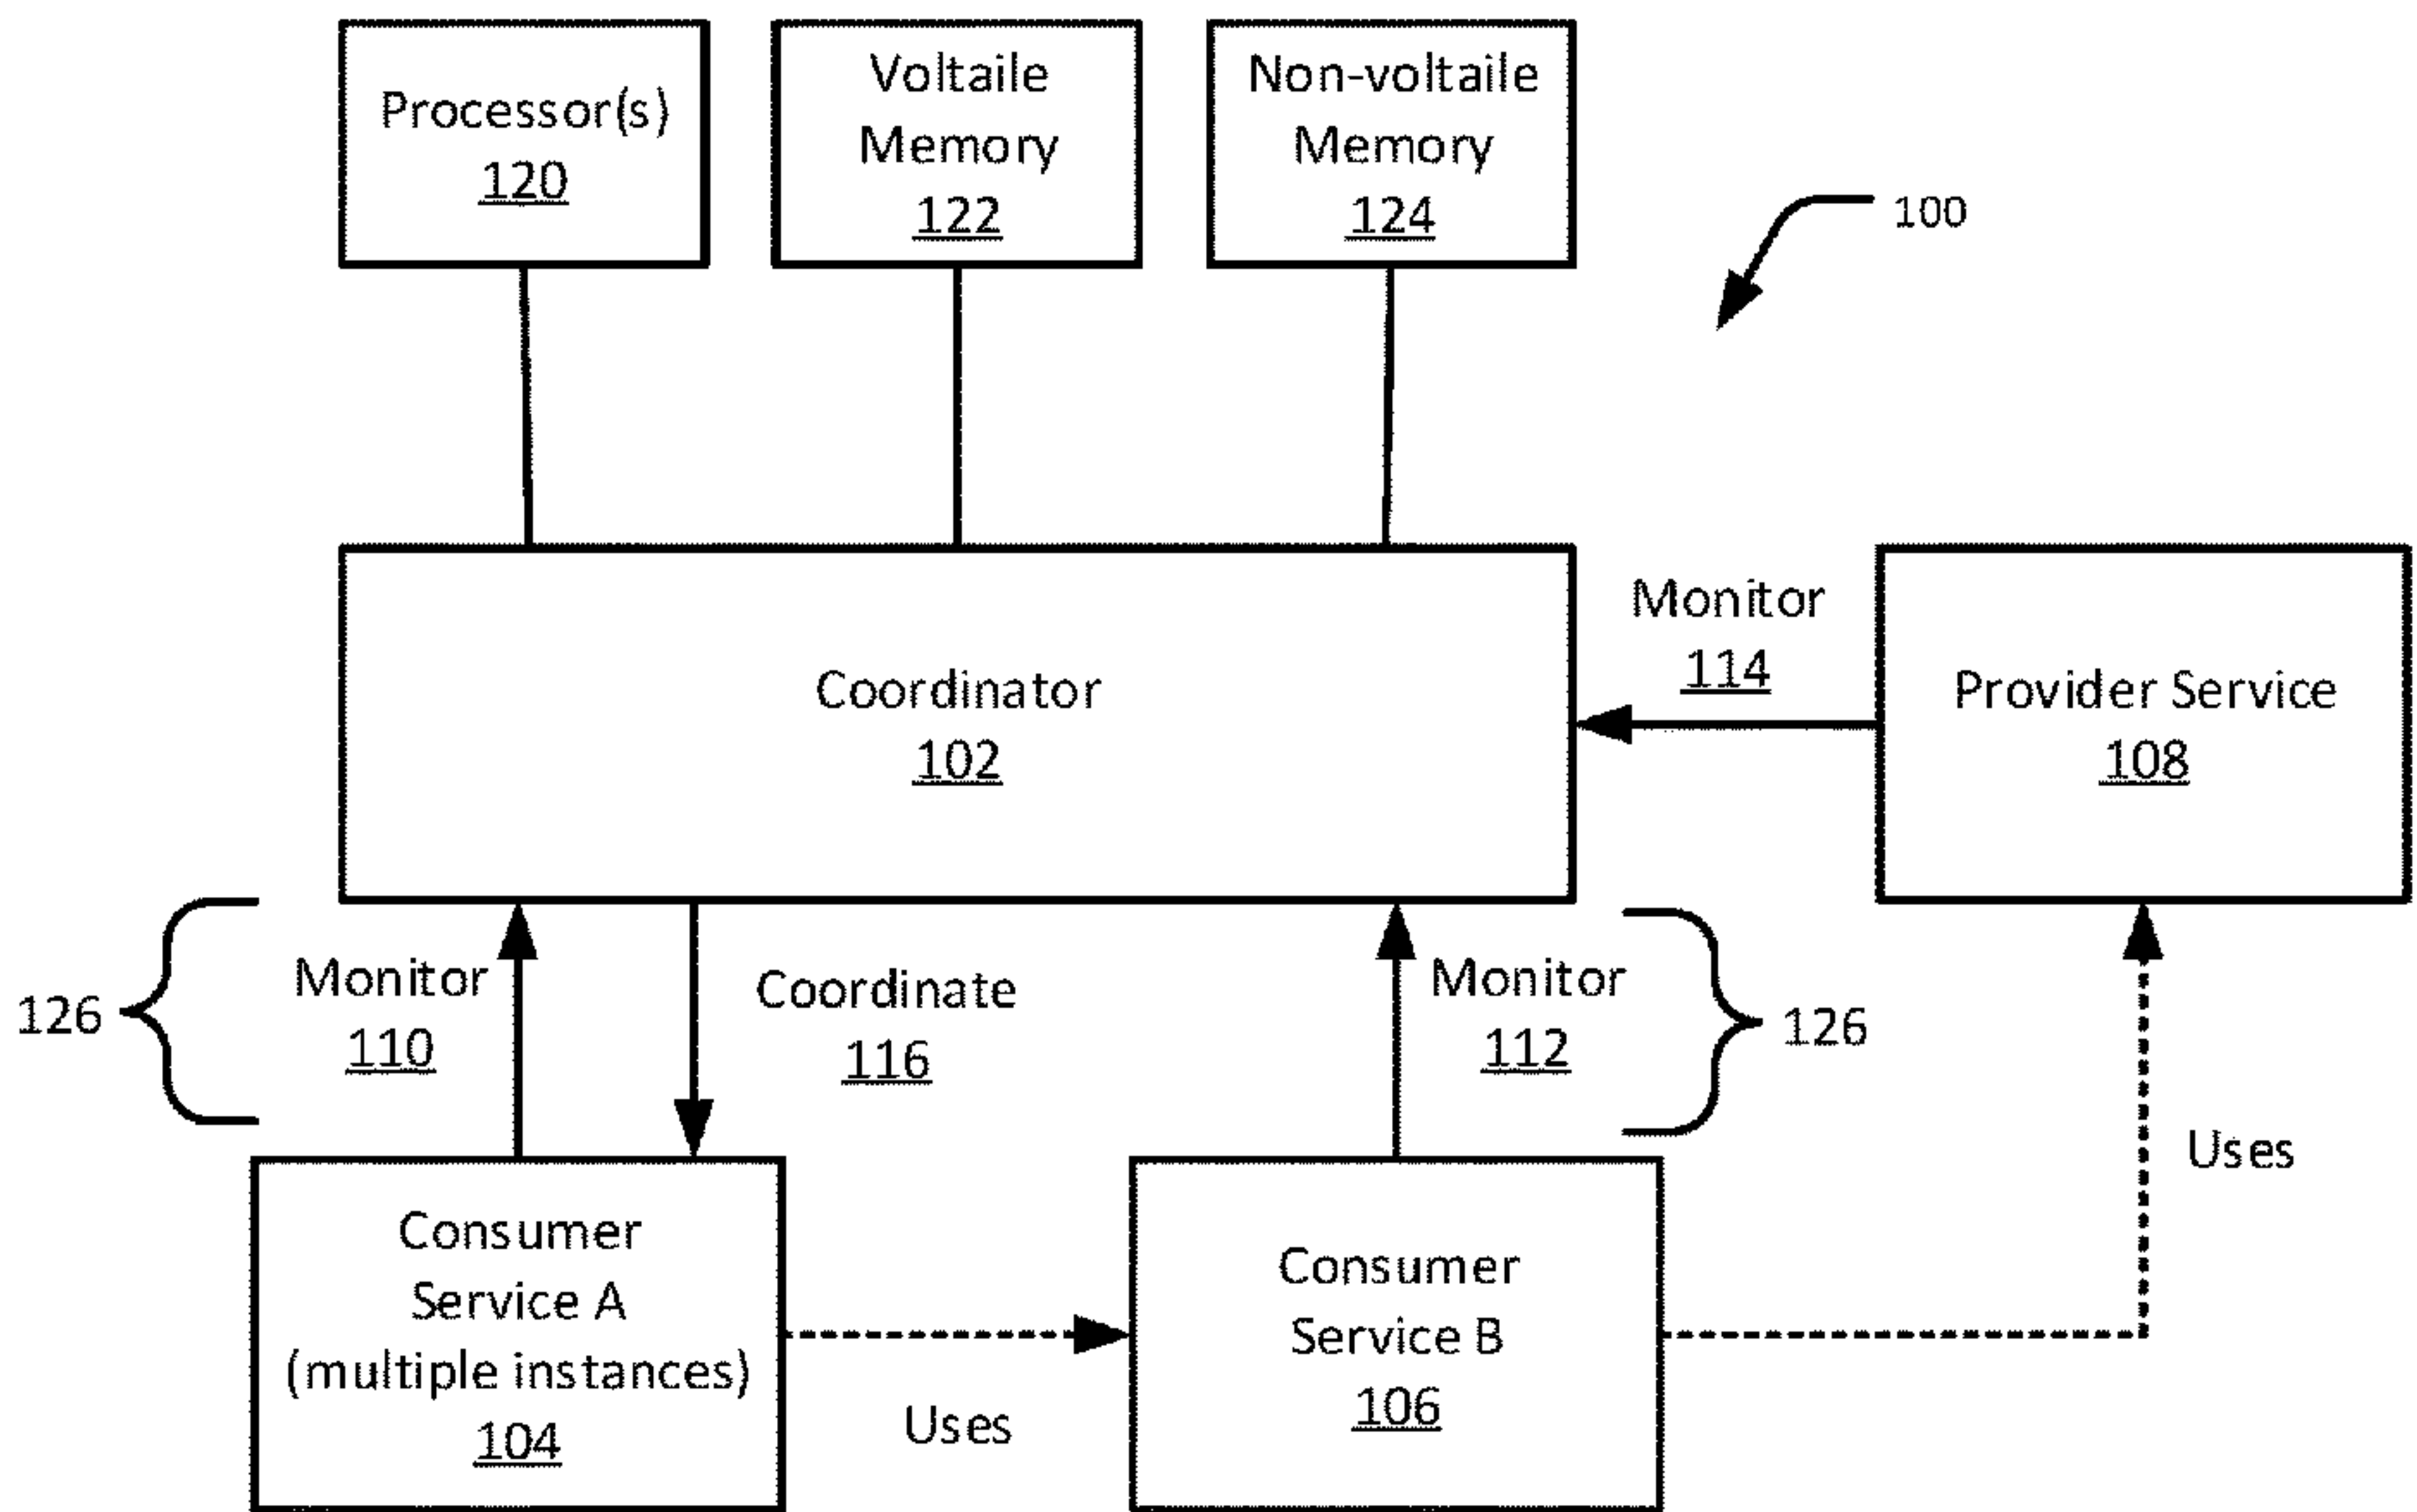 Processor(s)
120
Voltaile
Memory
122
Non-voltaile
Memory
124
100
Coordinator
102
Monitor
114
Provider Service
108
126
Monitor
110
Coordinate
116
Monitor
112
126
Uses
Consumer
Service A
(multiple instances)
104
Uses
Consumer
Service B
106